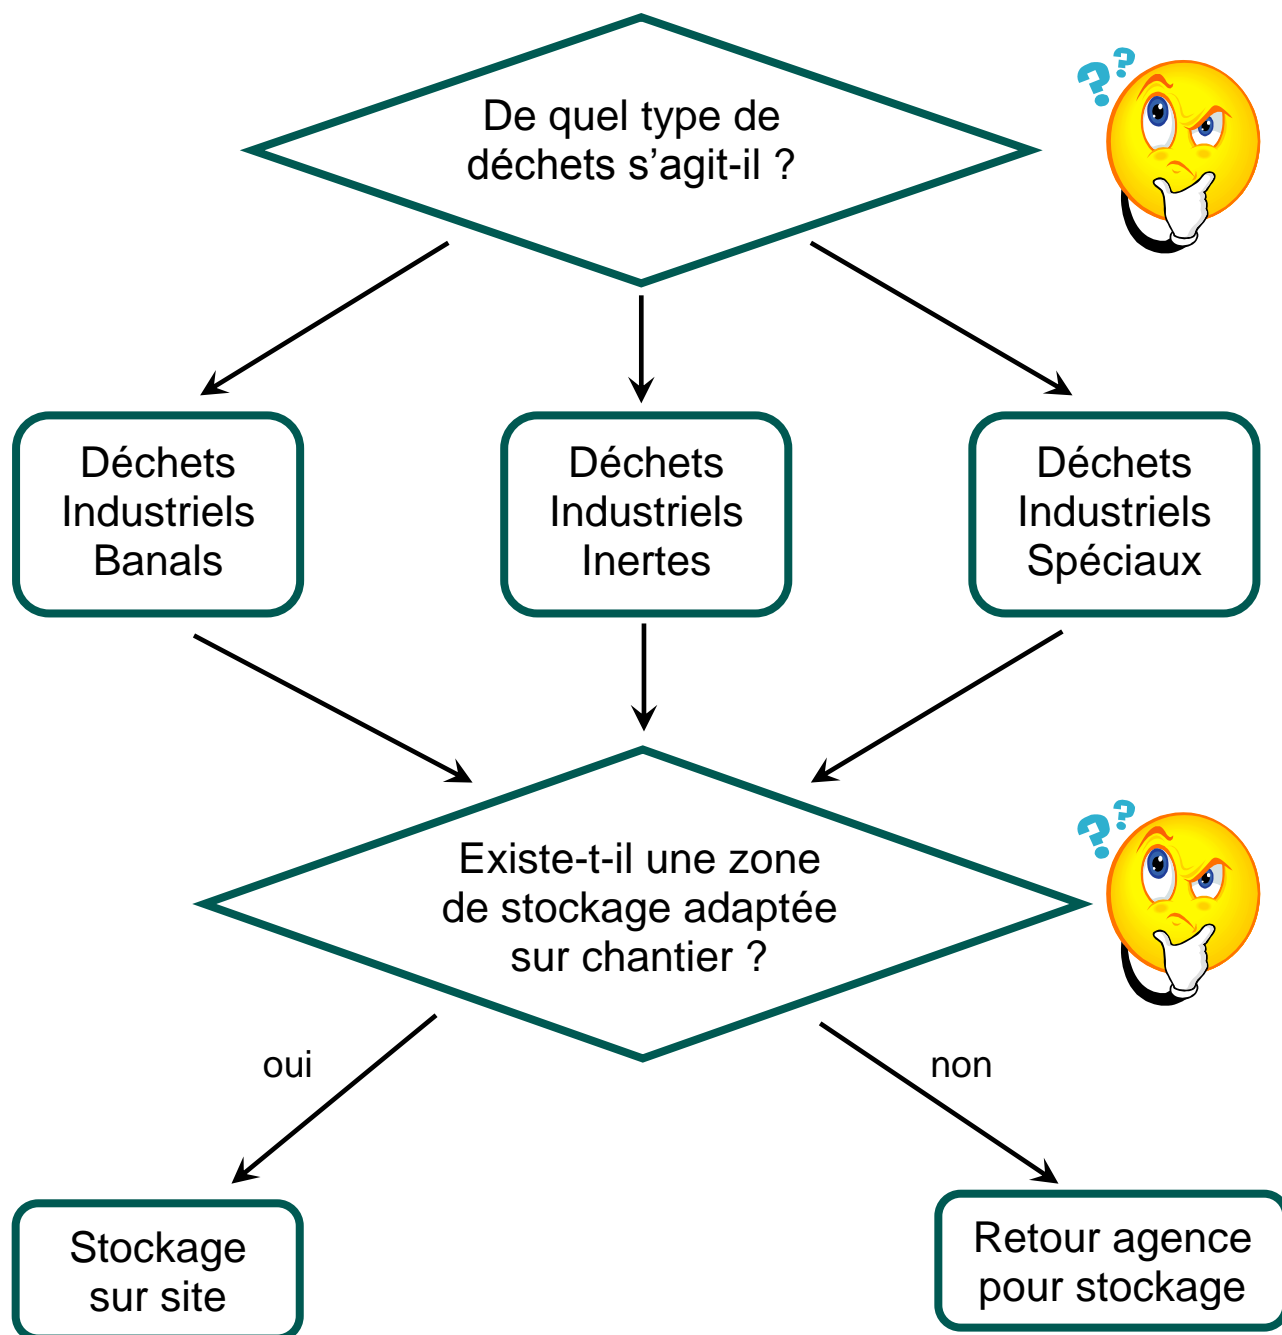 De quel type de
déchets s’agit-il ?
Déchets
Industriels
Banals
Déchets
Industriels
Inertes
Déchets
Industriels
Spéciaux
Existe-t-il une zone
de stockage adaptée
sur chantier ?
oui
non
Stockage
sur site
Retour agence
pour stockage